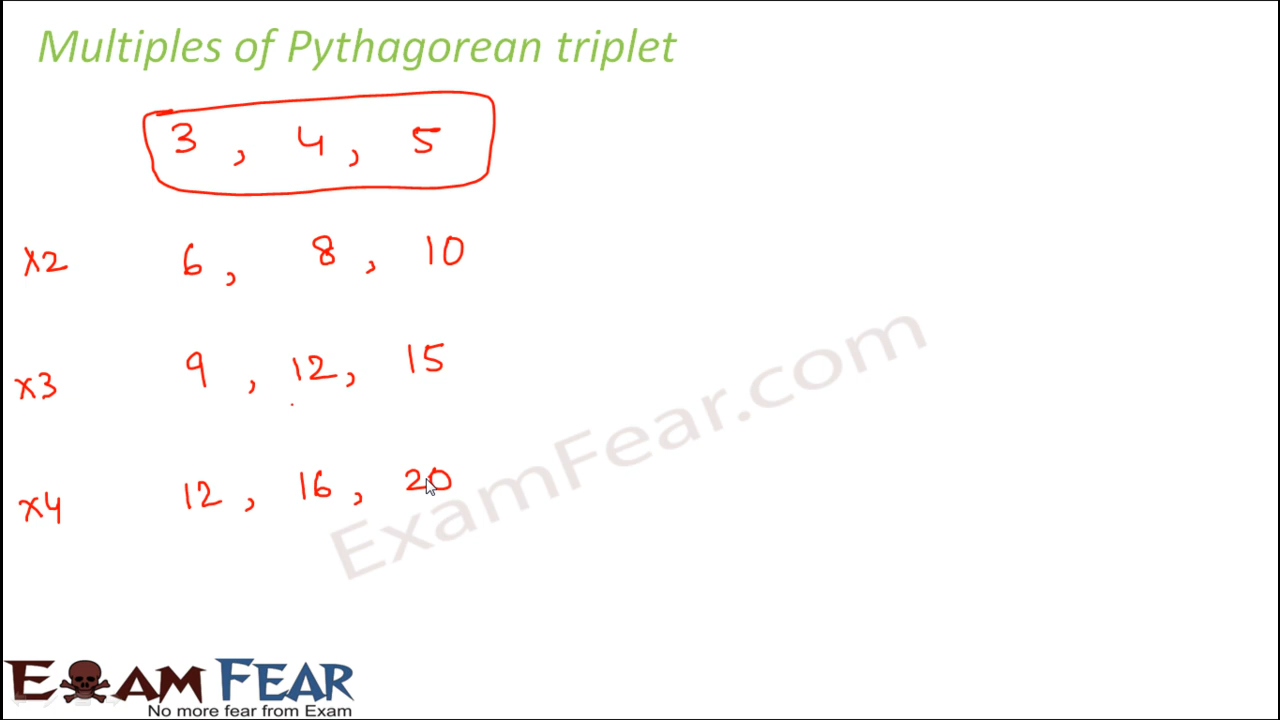 Multiples of Pythagorean triplet
3 , 4 , 5
x2 6 , 8 , 10
x3 9 , 12 , 15
x4 12 , 16 , 20
ExamFear.com
EXAM FEAR
No more fear from Exam